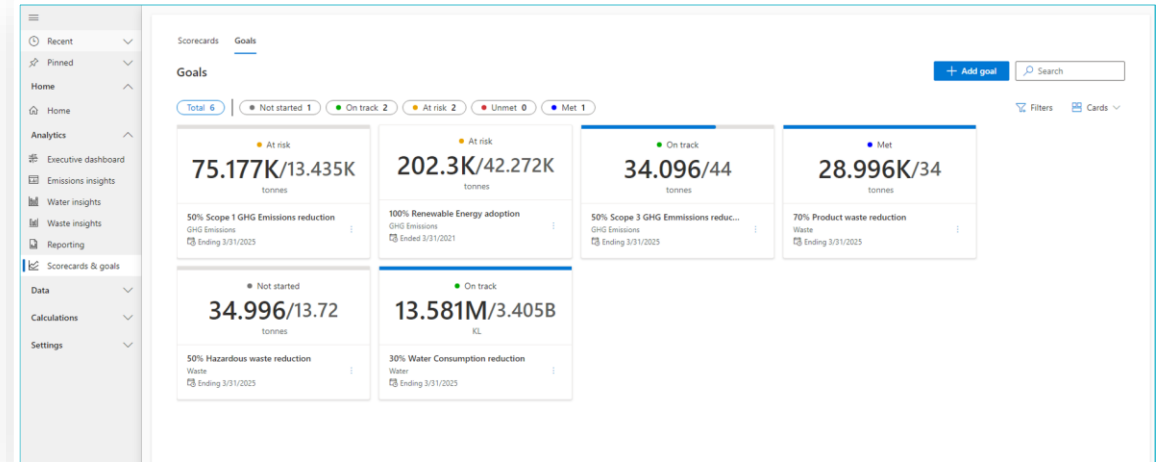 Recent
Pinned
Home
Home
Analytics
Executive dashboard
Emissions insights
Water insights
Waste insights
Reporting
Scorecards & goals
Data
Calculations
Settings
Scorecards Goals
Goals
+ Add goal
Search
Total 6
Not started 1
On track 2
At risk 2
Unmet 0
Met 1
Filters
Cards
At risk
75.177K/13.435K
tonnes
50% Scope 1 GHG Emissions reduction
GHG Emissions
Ending 3/31/2025
At risk
202.3K/42.272K
tonnes
100% Renewable Energy adoption
GHG Emissions
Ended 3/31/2021
On track
34.096/44
tonnes
50% Scope 3 GHG Emmissions reduc...
GHG Emissions
Ending 3/31/2025
Met
28.996K/34
tonnes
70% Product waste reduction
Waste
Ending 3/31/2025
Not started
34.996/13.72
tonnes
50% Hazardous waste reduction
Waste
Ending 3/31/2025
On track
13.581M/3.405B
KL
30% Water Consumption reduction
Water
Ending 3/31/2025